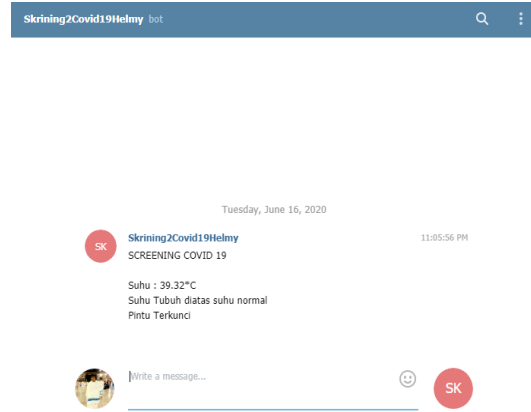 Skrining2Covid19Helmy bot
Tuesday, June 16, 2020
SK
Skrining2Covid19Helmy 11:05:56 PM
SCREENING COVID 19
Suhu : 39.32°C
Suhu Tubuh diatas suhu normal
Pintu Terkunci
Write a message...
SK